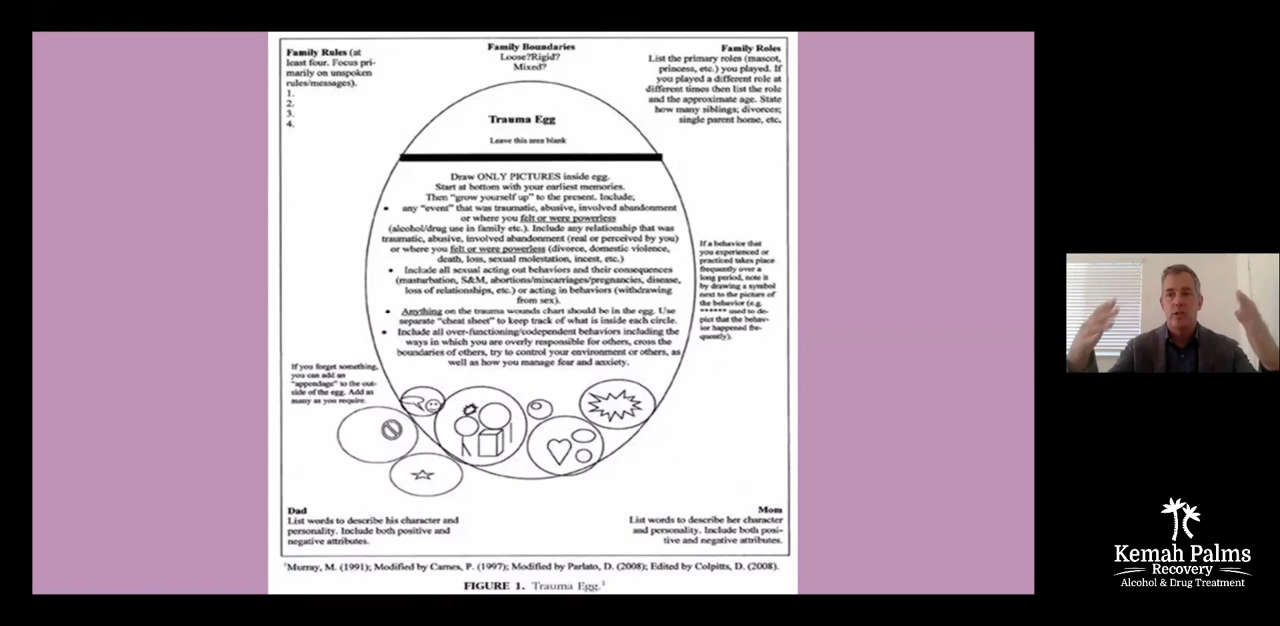 Family Rules (at
least four. Focus pri-
marily on unspoken
rules/messages).
1.
2.
3.
4.
Family Boundaries
Loose?Rigid?
Mixed?
Family Roles
List the primary roles (mascot,
princess, etc.) you played. If
you played a different role at
different times then list the role
and the approximate age. State
how many siblings; divorces;
single parent home, etc.
Trauma Egg
Leave this area blank
Draw ONLY PICTURES inside egg.
Start at bottom with your earliest memories.
Then "grow yourself up" to the present. Include;
• any "event" that was traumatic, abusive, involved abandonment
or where you felt or were powerless
(alcohol/drug use in family etc.). Include any relationship that was
traumatic, abusive, involved abandonment (real or perceived by you)
or where you felt or were powerless (divorce, domestic violence,
death, loss, sexual molestation, incest, etc.)
• Include all sexual acting out behaviors and their consequences
(masturbation, S&M, abortions/miscarriages/pregnancies, disease,
loss of relationships, etc.) or acting in behaviors (withdrawing
from sex).
• Anything on the trauma wounds chart should be in the egg. Use
separate "cheat sheet" to keep track of what is inside each circle.
• Include all over-functioning/codependent behaviors including the
ways in which you are overly responsible for others, cross the
boundaries of others, try to control your environment or others, as
well as how you manage fear and anxiety.
If a behavior that
you experienced or
practiced takes place
frequently over a
long period, note it
by drawing a symbol
next to the picture of
the behavior (e.g.
****** used to de-
pict that the behav-
ior happened fre-
quently).
If you forget something,
you can add an
"appendage" to the out-
side of the egg. Add as
many as you require.
Dad
List words to describe his character and
personality. Include both positive and
negative attributes.
Mom
List words to describe her character
and personality. Include both posi-
tive and negative attributes.
¹Murray, M. (1991); Modified by Carnes, P. (1997); Modified by Parlato, D. (2008); Edited by Colpitts, D. (2008).
FIGURE 1. Trauma Egg.¹
Kemah Palms
Recovery
Alcohol & Drug Treatment